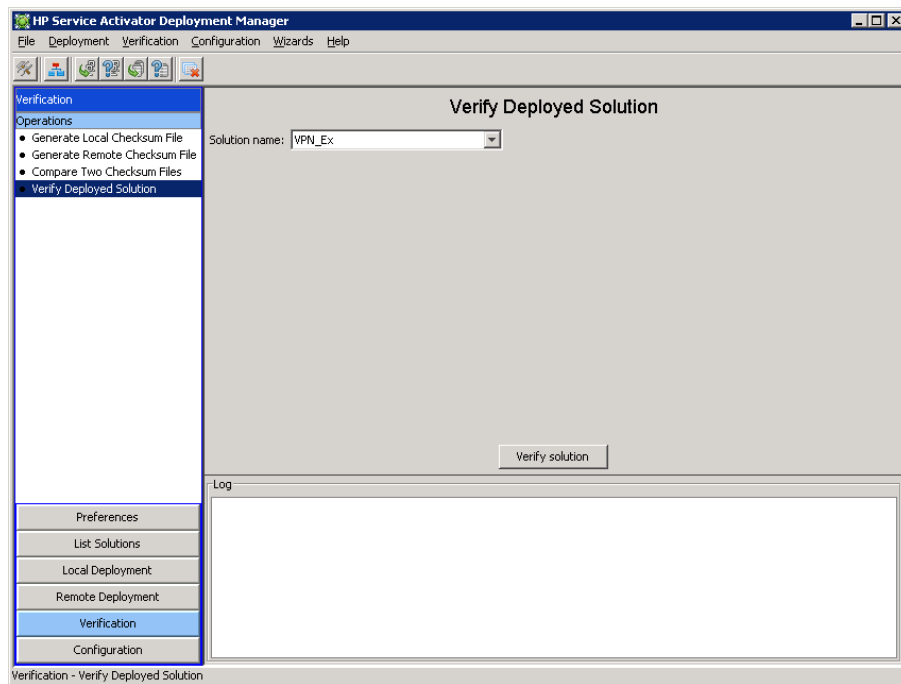 HP Service Activator Deployment Manager
File Deployment Verification Configuration Wizards Help
Verification
Operations
Generate Local Checksum File
Generate Remote Checksum File
Compare Two Checksum Files
Verify Deployed Solution
Verify Deployed Solution
Solution name: VPN_Ex
Verify solution
Log
Preferences
List Solutions
Local Deployment
Remote Deployment
Verification
Configuration
Verification - Verify Deployed Solution